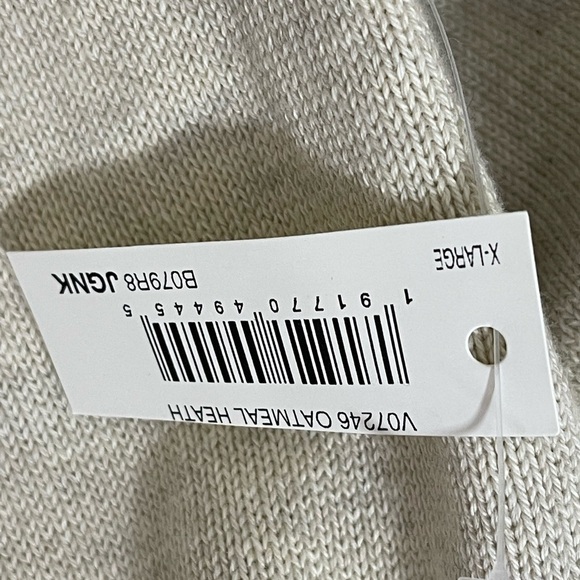 V07246 OATMEAL HEATH
1 91770 49445 5
X-LARGE
B079R8 JGNK